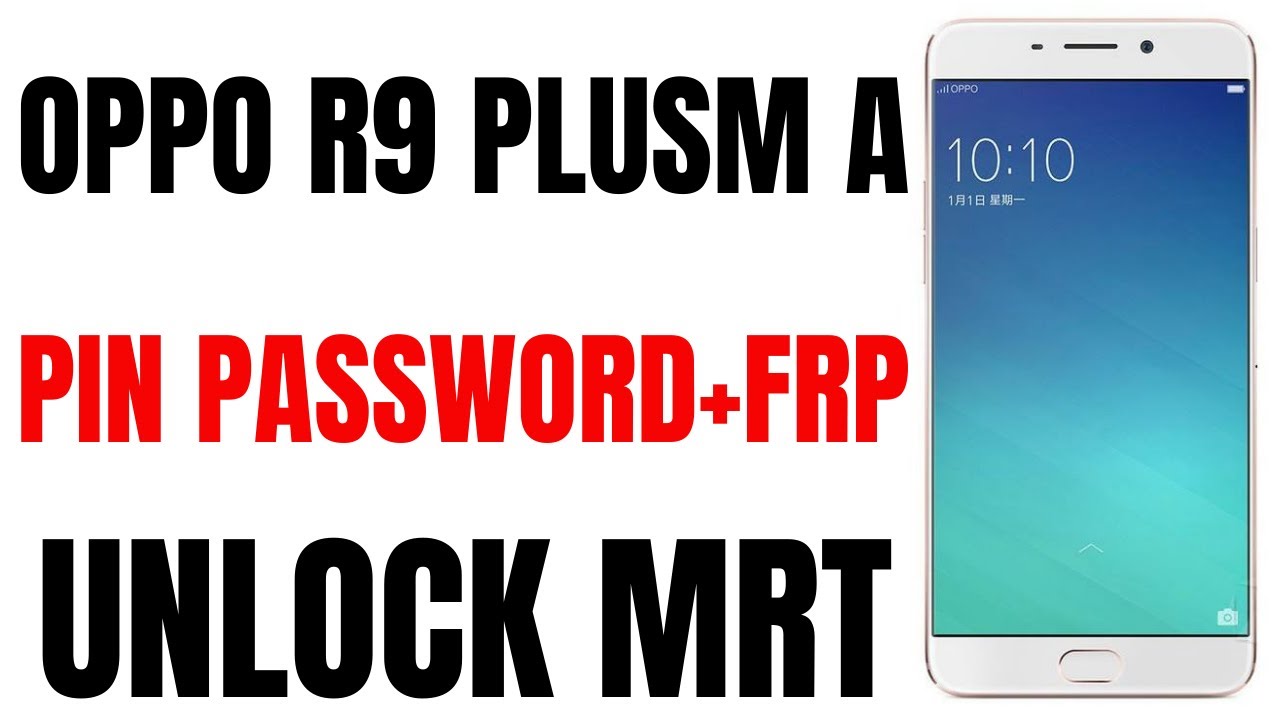 OPPO R9 PLUSM A
PIN PASSWORD+FRP
UNLOCK MRT
OPPO
10:10
1月1日 星期一